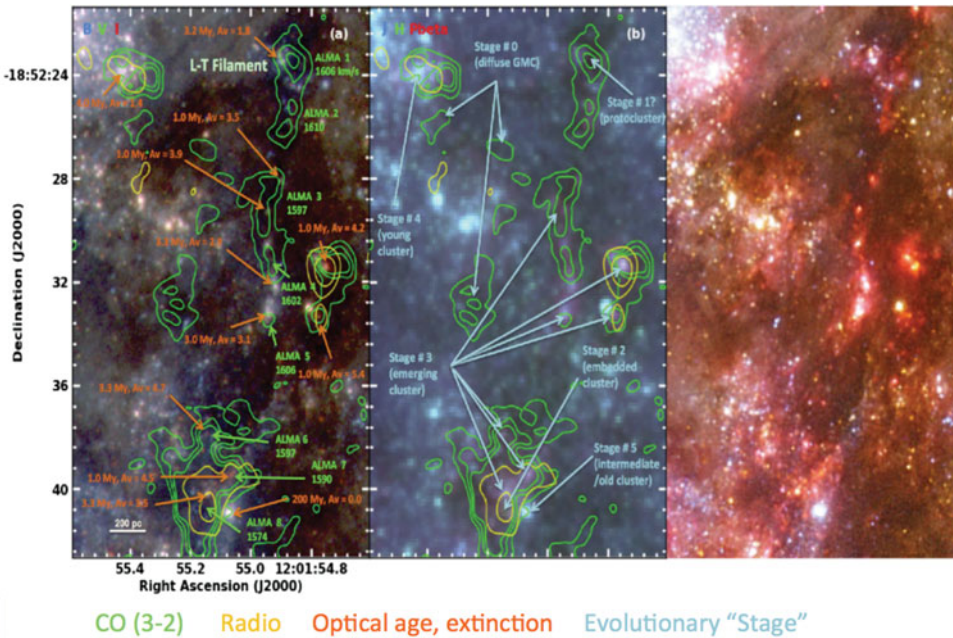 B V I
(a)
3.2 My, Av = 1.8
ALMA 1
1606 km/s
L-T Filament
-18:52:24
ALMA 2
1610
1.0 My, Av = 3.5
28
1.0 My, Av = 3.9
ALMA 3
1597
1.0 My, Av = 4.2
32
ALMA 4
1602
3.0 My, Av = 3.1
ALMA 5
1606
1.0 My, Av = 5.4
36
ALMA 6
1597
1.0 My, Av = 4.5
ALMA 7
1590
40
200 My, Av = 0.0
ALMA 8
1574
200 pc
55.4
55.2
55.0
12:01:54.8
Right Ascension (J2000)
Declination (J2000)
J H Pbeta
(b)
Stage # 0
(diffuse GMC)
Stage # 1?
(protocluster)
Stage # 4
(young
cluster)
Stage # 3
(emerging
cluster)
Stage # 2
(embedded
cluster)
Stage # 5
(intermediate
/old cluster)
CO (3-2)
Radio
Optical age, extinction
Evolutionary “Stage”